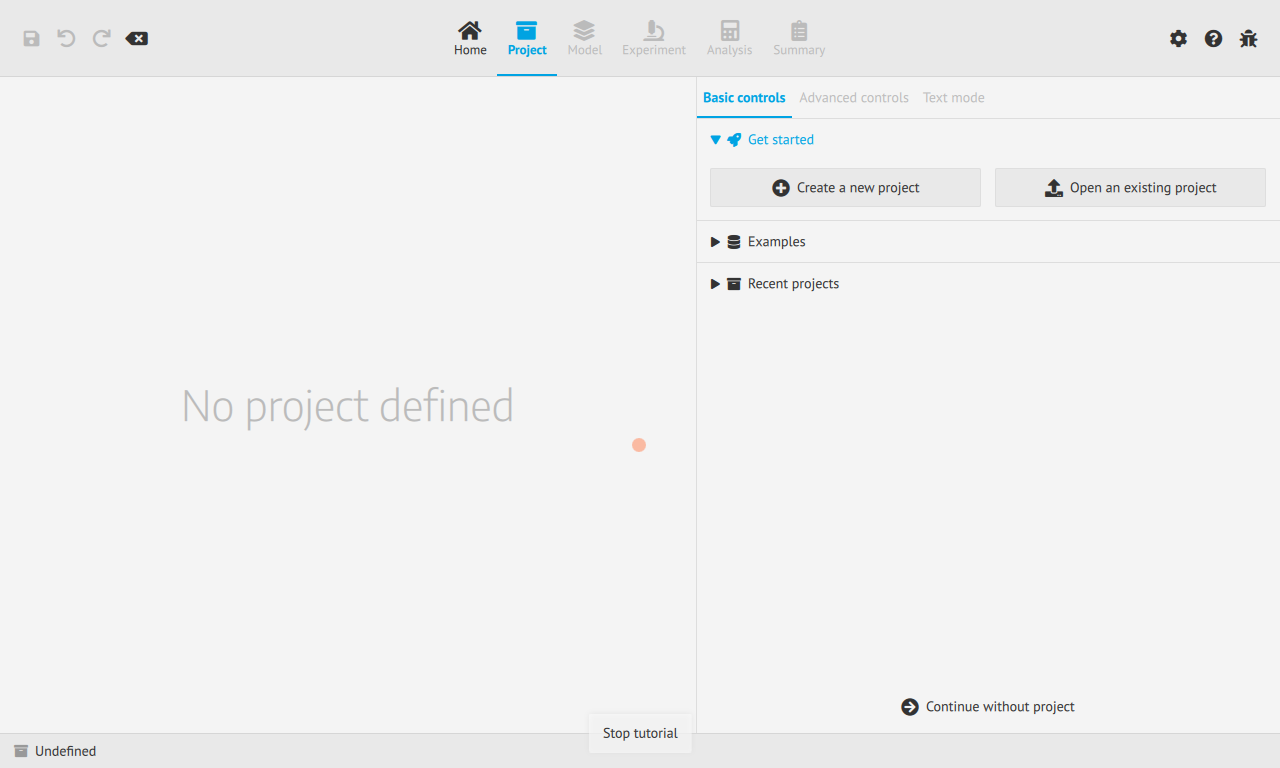 Home
Project
Model
Experiment
Analysis
Summary
Basic controls
Advanced controls
Text mode
Get started
Create a new project
Open an existing project
Examples
Recent projects
No project defined
Continue without project
Stop tutorial
Undefined